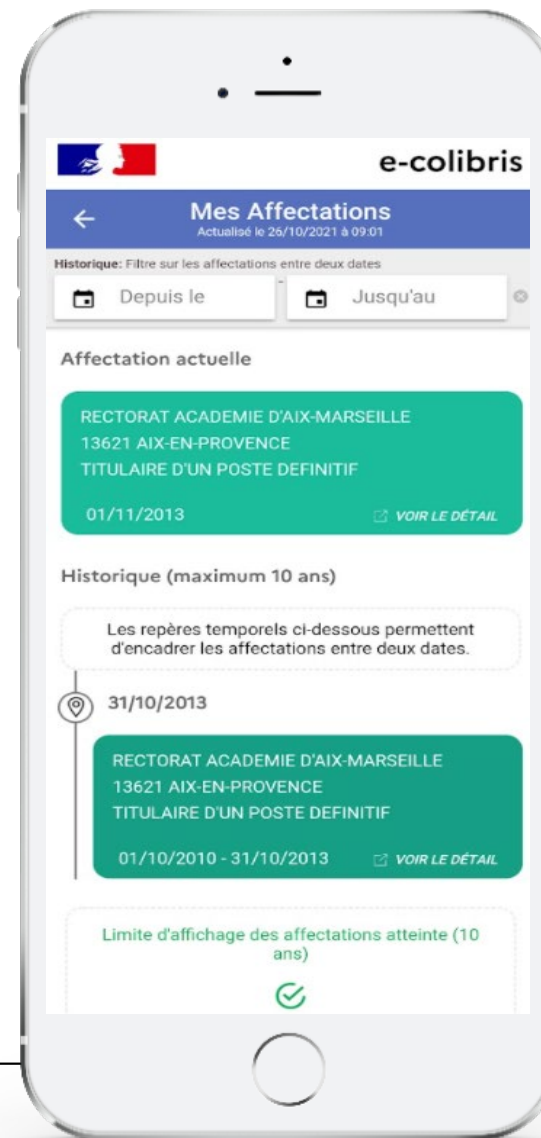 e-colibris
Mes Affectations
Actualisé le 26/10/2021 à 09:01
Historique: Filtre sur les affectations entre deux dates
Depuis le - Jusqu'au
Affectation actuelle
RECTORAT ACADEMIE D'AIX-MARSEILLE
13621 AIX-EN-PROVENCE
TITULAIRE D'UN POSTE DEFINITIF
01/11/2013 VOIR LE DÉTAIL
Historique (maximum 10 ans)
Les repères temporels ci-dessous permettent
d'encadrer les affectations entre deux dates.
31/10/2013
RECTORAT ACADEMIE D'AIX-MARSEILLE
13621 AIX-EN-PROVENCE
TITULAIRE D'UN POSTE DEFINITIF
01/10/2010 - 31/10/2013 VOIR LE DÉTAIL
Limite d'affichage des affectations atteinte (10
ans)